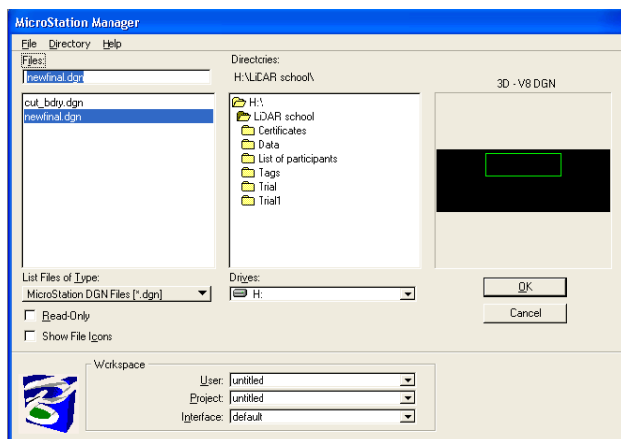 MicroStation Manager
File Directory Help
Files:
newfinal.dgn
cut_bdry.dgn
newfinal.dgn
Directories:
H:\LiDAR school\
H:\
LiDAR school
Certificates
Data
List of participants
Tags
Trial
Trial1
3D - V8 DGN
List Files of Type:
MicroStation DGN Files [*.dgn]
Drives:
H:
Read-Only
Show File Icons
OK
Cancel
Workspace
User: untitled
Project: untitled
Interface: default